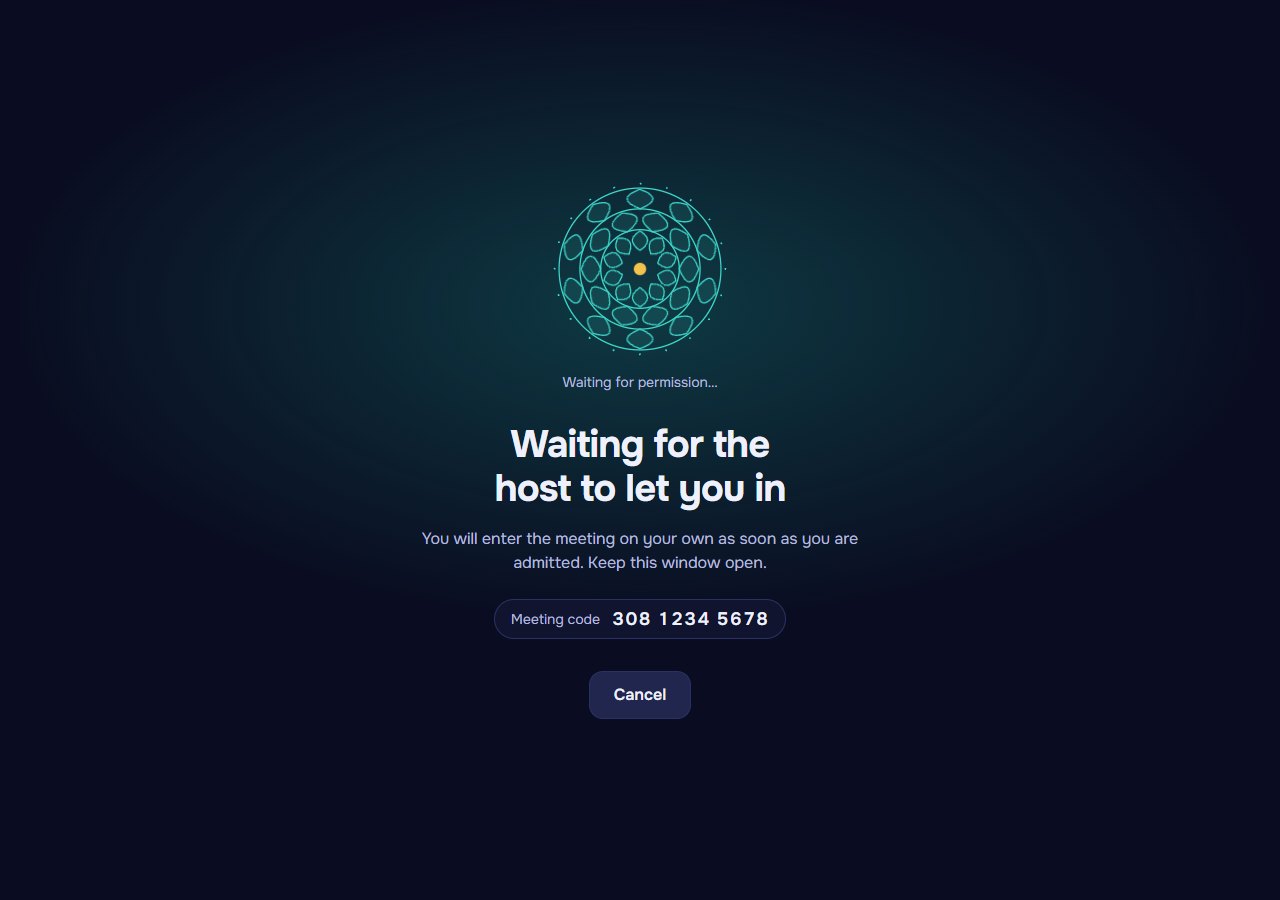 Waiting for permission...
Waiting for the
host to let you in
You will enter the meeting on your own as soon as you are
admitted. Keep this window open.
Meeting code 308 1234 5678
Cancel